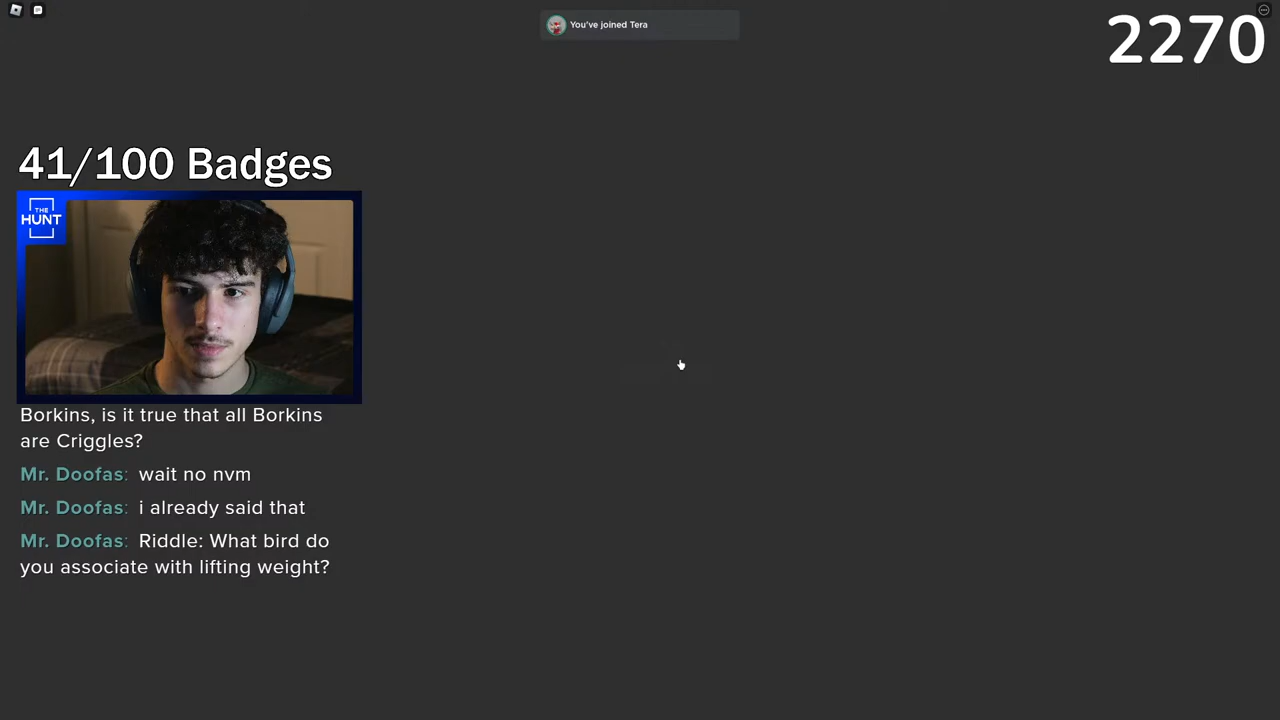 You've joined Tera
2270
41/100 Badges
THE
HUNT
Borkins, is it true that all Borkins
are Criggles?
Mr. Doofas: wait no nvm
Mr. Doofas: i already said that
Mr. Doofas: Riddle: What bird do
you associate with lifting weight?